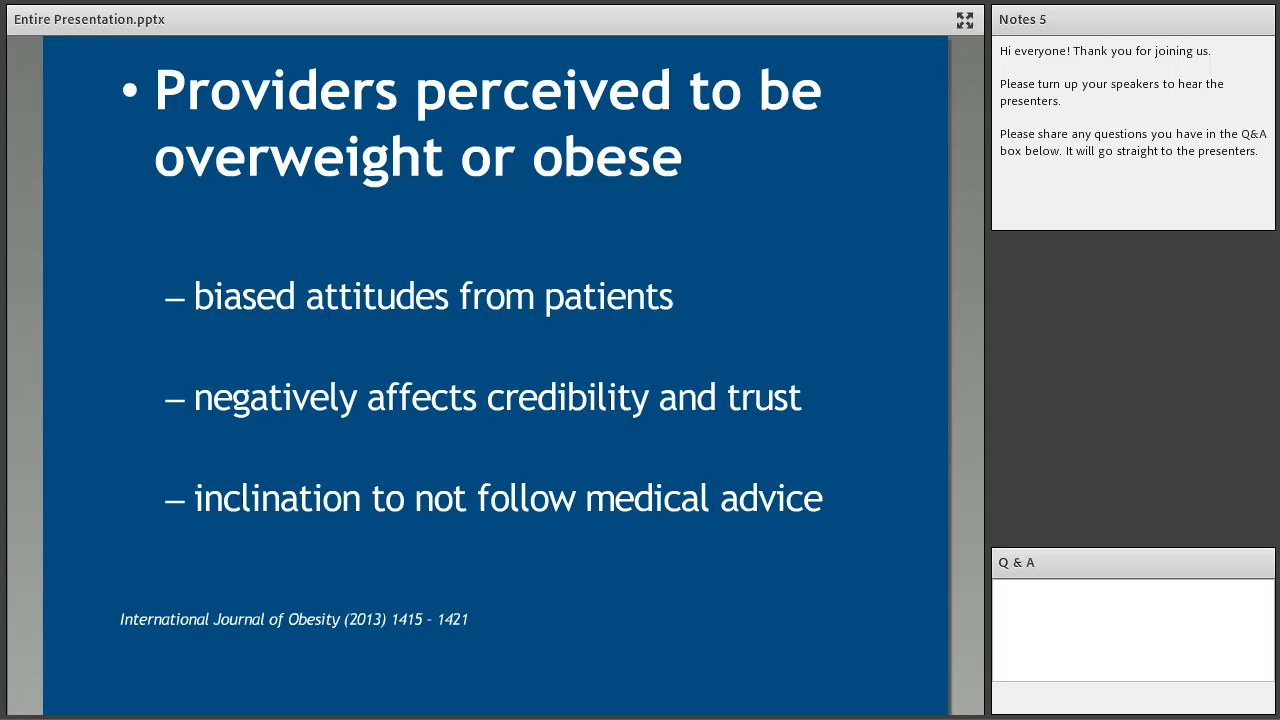 Entire Presentation.pptx
• Providers perceived to be
overweight or obese
– biased attitudes from patients
– negatively affects credibility and trust
– inclination to not follow medical advice
International Journal of Obesity (2013) 1415 – 1421
Notes 5
Hi everyone! Thank you for joining us.
Please turn up your speakers to hear the
presenters.
Please share any questions you have in the Q&A
box below. It will go straight to the presenters.
Q & A